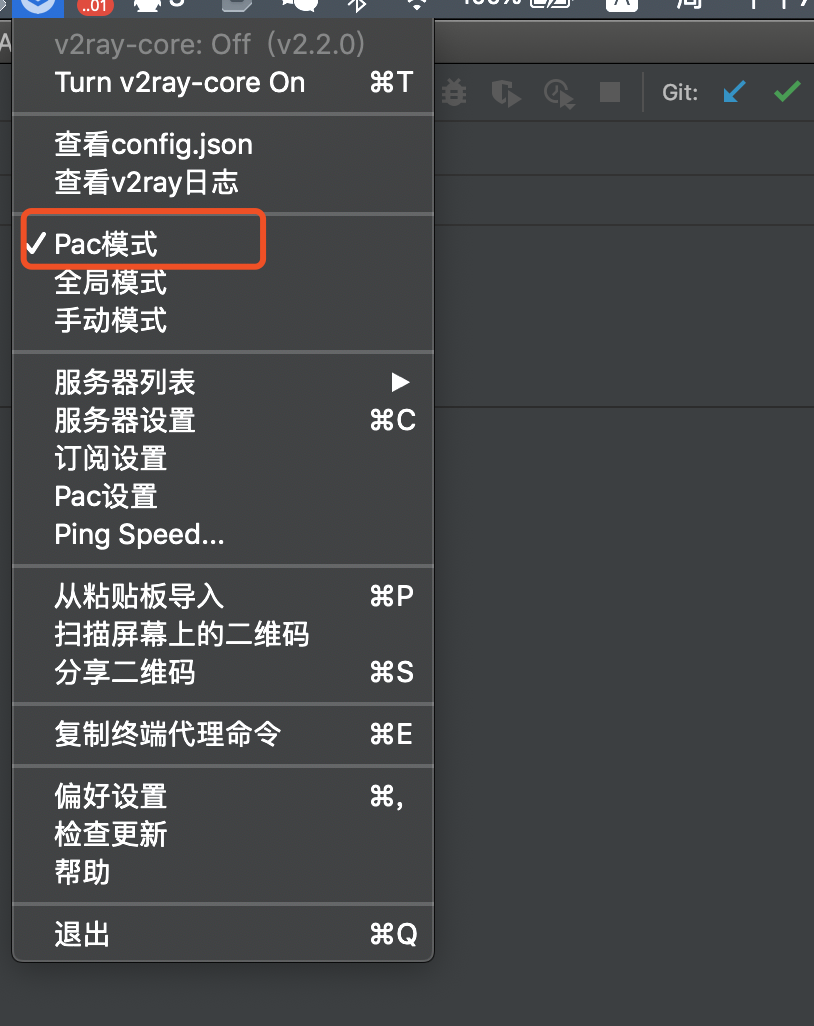 ..01
100%
A
v2ray-core: Off (v2.2.0)
Turn v2ray-core On ⌘T
Git:
查看config.json
查看v2ray日志
✓ Pac模式
全局模式
手动模式
服务器列表 ▶
服务器设置 ⌘C
订阅设置
Pac设置
Ping Speed...
从粘贴板导入 ⌘P
扫描屏幕上的二维码
分享二维码 ⌘S
复制终端代理命令 ⌘E
偏好设置 ⌘,
检查更新
帮助
退出 ⌘Q